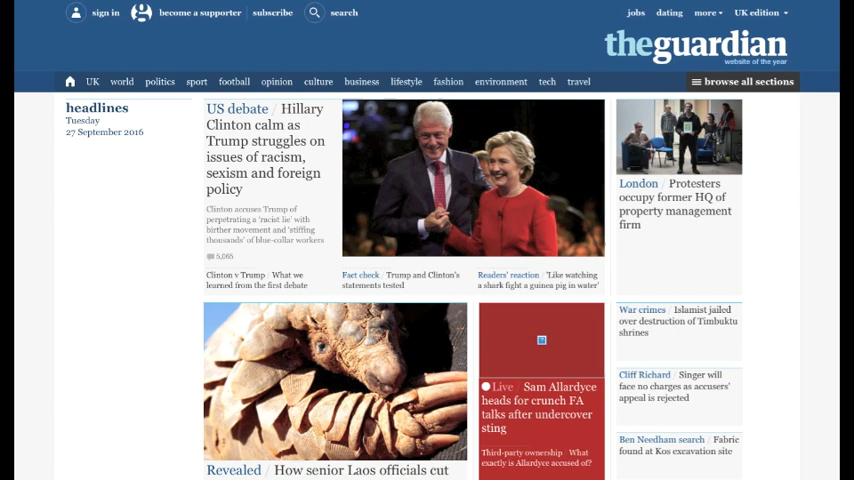 sign in
become a supporter
subscribe
search
jobs
dating
more
UK edition
theguardian
website of the year
UK
world
politics
sport
football
opinion
culture
business
lifestyle
fashion
environment
tech
travel
browse all sections
headlines
Tuesday
27 September 2016
US debate / Hillary
Clinton calm as
Trump struggles on
issues of racism,
sexism and foreign
policy
Clinton accuses Trump of
perpetrating a 'racist lie' with
birther movement and 'stiffing
thousands' of blue-collar workers
5,065
Clinton v Trump / What we
learned from the first debate
Fact check / Trump and Clinton's
statements tested
Readers' reaction / 'Like watching
a shark fight a guinea pig in water'
London / Protesters
occupy former HQ of
property management
firm
Revealed / How senior Laos officials cut
Live / Sam Allardyce
heads for crunch FA
talks after undercover
sting
Third-party ownership / What
exactly is Allardyce accused of?
War crimes / Islamist jailed
over destruction of Timbuktu
shrines
Cliff Richard / Singer will
face no charges as accusers'
appeal is rejected
Ben Needham search / Fabric
found at Kos excavation site